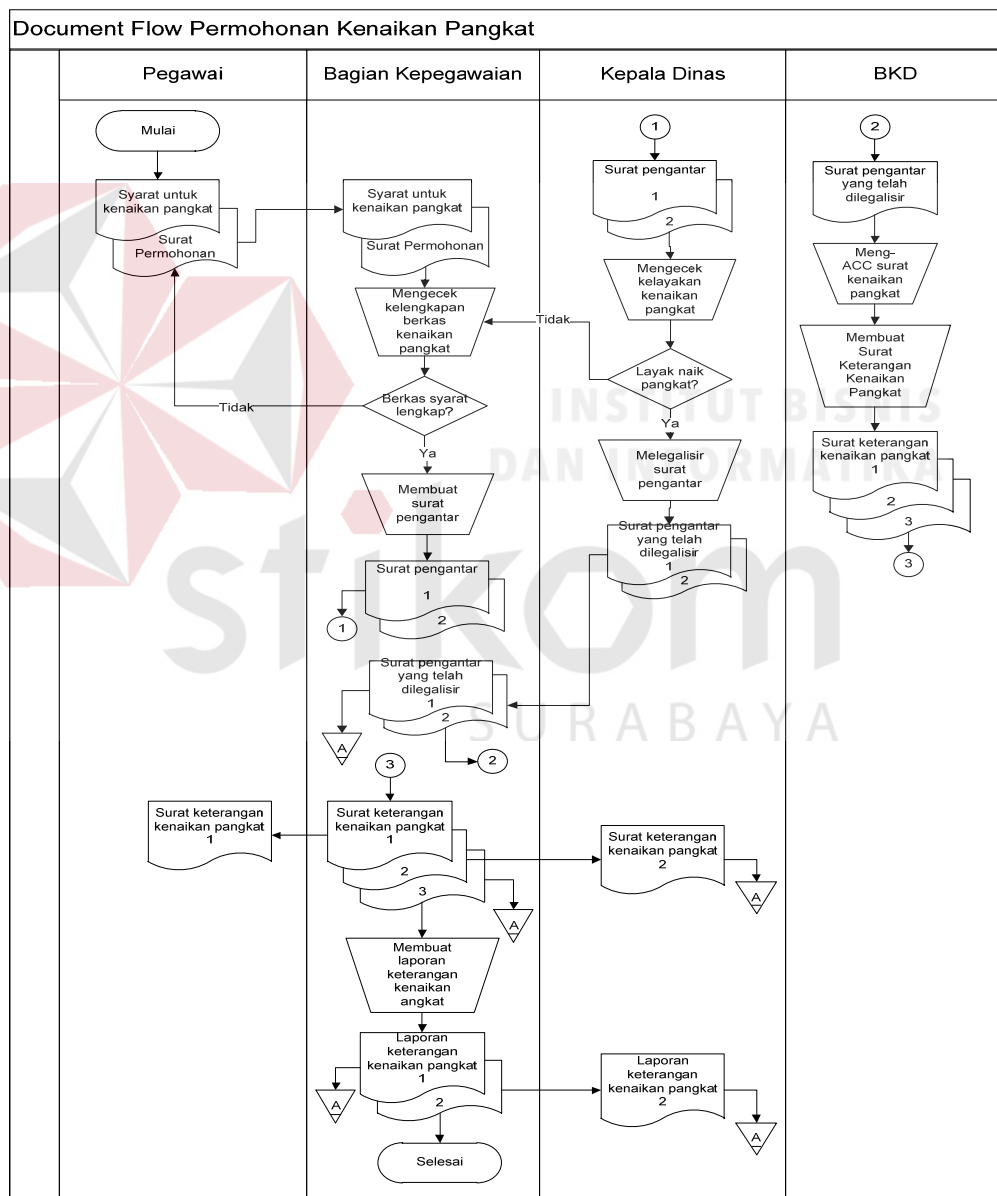 Document Flow Permohonan Kenaikan Pangkat
Pegawai
Bagian Kepegawaian
Kepala Dinas
BKD
Mulai
Syarat untuk
kenaikan pangkat
Surat
Permohonan
Tidak
Surat keterangan
kenaikan pangkat
1
Syarat untuk
kenaikan pangkat
Surat Permohonan
Mengecek
kelengkapan
berkas
kenaikan
pangkat
Berkas syarat
lengkap?
Ya
Membuat
surat
pengantar
Surat pengantar
1
2
1
Surat pengantar
yang telah
dilegalisir
1
2
A
2
3
Surat keterangan
kenaikan pangkat
1
2
3
A
Membuat
laporan
keterangan
kenaikan
angkat
Laporan
keterangan
kenaikan pangkat
1
2
A
Selesai
1
Surat pengantar
1
2
Mengecek
kelayakan
kenaikan
pangkat
Tidak
Layak naik
pangkat?
Ya
Melegalisir
surat
pengantar
Surat pengantar
yang telah
dilegalisir
1
2
Surat keterangan
kenaikan pangkat
2
A
Laporan
keterangan
kenaikan pangkat
2
A
2
Surat pengantar
yang telah
dilegalisir
Meng-
ACC surat
kenaikan
pangkat
Membuat
Surat
Keterangan
Kenaikan
Pangkat
Surat keterangan
kenaikan pangkat
1
2
3
3
INSTITUT BISNIS
DAN INFORMATIKA
stikom
SURABAYA